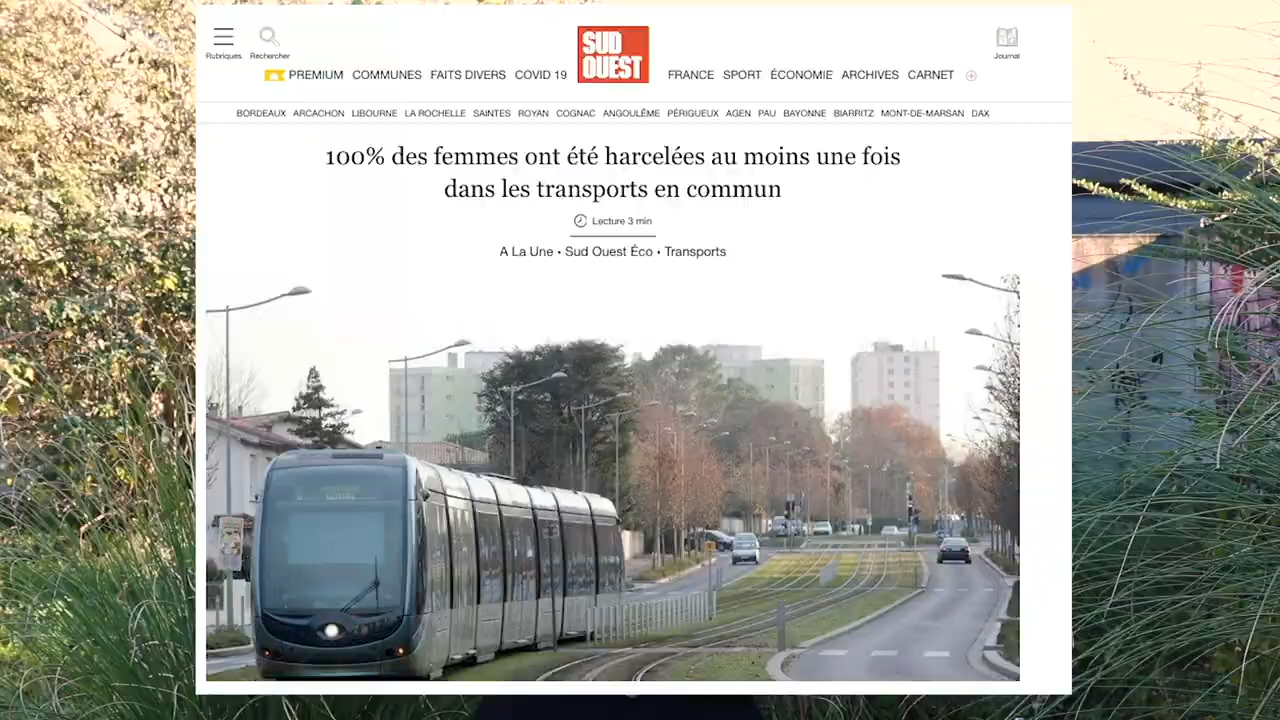 Rubriques
Rechercher
Journal
PREMIUM COMMUNES FAITS DIVERS COVID 19
SUD
OUEST
FRANCE SPORT ÉCONOMIE ARCHIVES CARNET
BORDEAUX ARCACHON LIBOURNE LA ROCHELLE SAINTES ROYAN COGNAC ANGOULÊME PÉRIGUEUX AGEN PAU BAYONNE BIARRITZ MONT-DE-MARSAN DAX
100% des femmes ont été harcelées au moins une fois
dans les transports en commun
Lecture 3 min
A La Une • Sud Ouest Éco • Transports